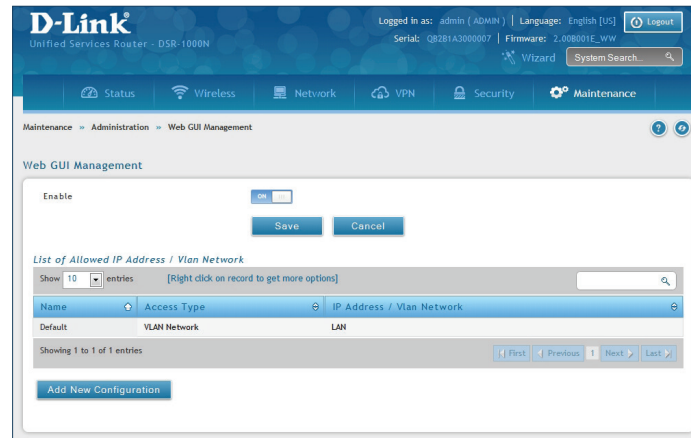 D-Link
Unified Services Router - DSR-1000N
Logged in as: admin ( ADMIN ) | Language: English [US]
Logout
Serial: QB2B1A3000007 | Firmware: 2.00B001E_WW
Wizard
System Search...
Status
Wireless
Network
VPN
Security
Maintenance
Maintenance » Administration » Web GUI Management
Web GUI Management
Enable
ON
Save
Cancel
List of Allowed IP Address / Vlan Network
Show 10 entries
[Right click on record to get more options]
Name
Access Type
IP Address / Vlan Network
Default
VLAN Network
LAN
Showing 1 to 1 of 1 entries
First
Previous
1
Next
Last
Add New Configuration